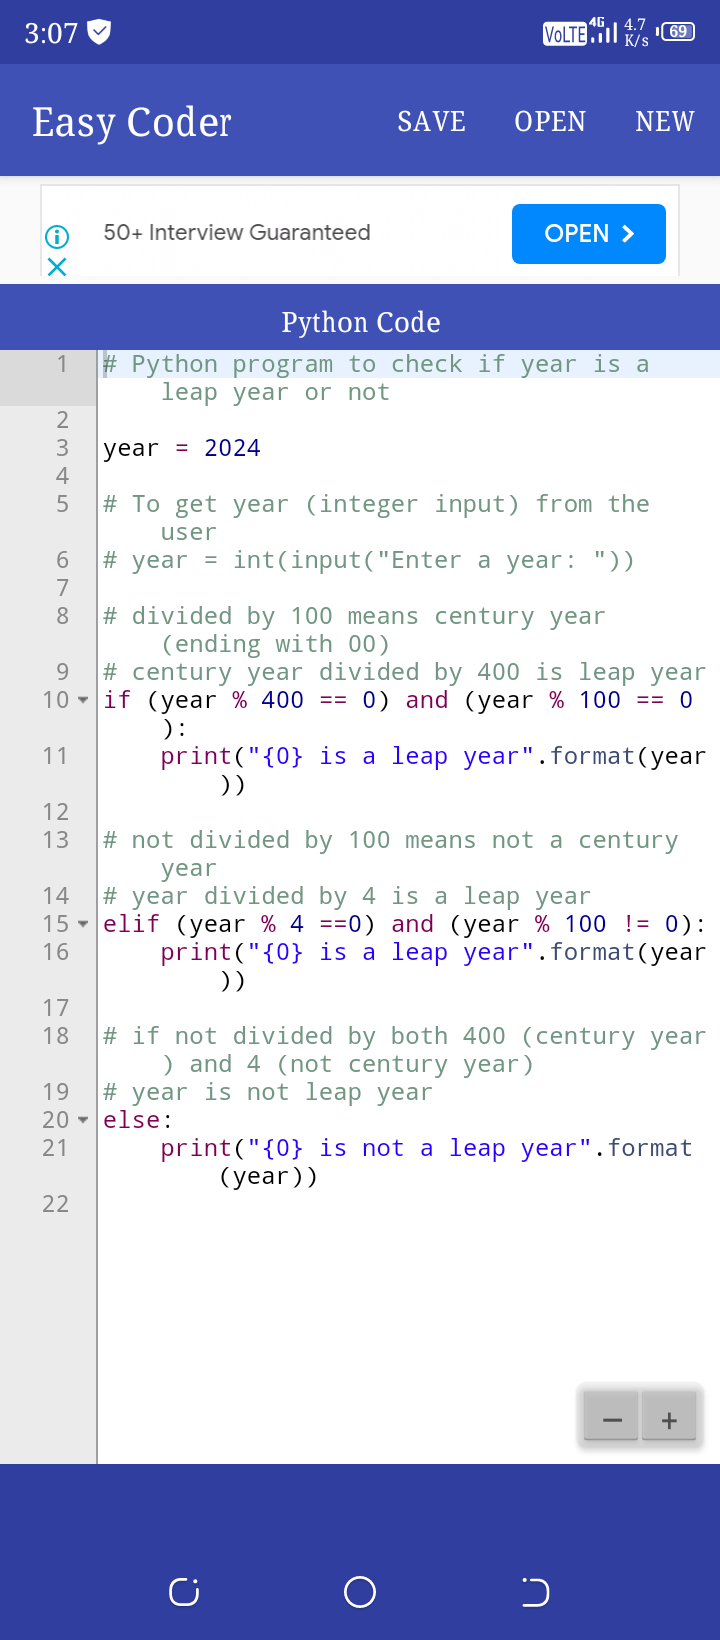 3:07 VoLTE 4G 4.7 K/s 69
Easy Coder SAVE OPEN NEW
50+ Interview Guaranteed OPEN
Python Code
1 # Python program to check if year is a
leap year or not
2
3 year = 2024
4
5 # To get year (integer input) from the
user
6 # year = int(input("Enter a year: "))
7
8 # divided by 100 means century year
(ending with 00)
9 # century year divided by 400 is leap year
10 if (year % 400 == 0) and (year % 100 == 0
):
11 print("{0} is a leap year".format(year
))
12
13 # not divided by 100 means not a century
year
14 # year divided by 4 is a leap year
15 elif (year % 4 ==0) and (year % 100 != 0):
16 print("{0} is a leap year".format(year
))
17
18 # if not divided by both 400 (century year
) and 4 (not century year)
19 # year is not leap year
20 else:
21 print("{0} is not a leap year".format
(year))
22
− +